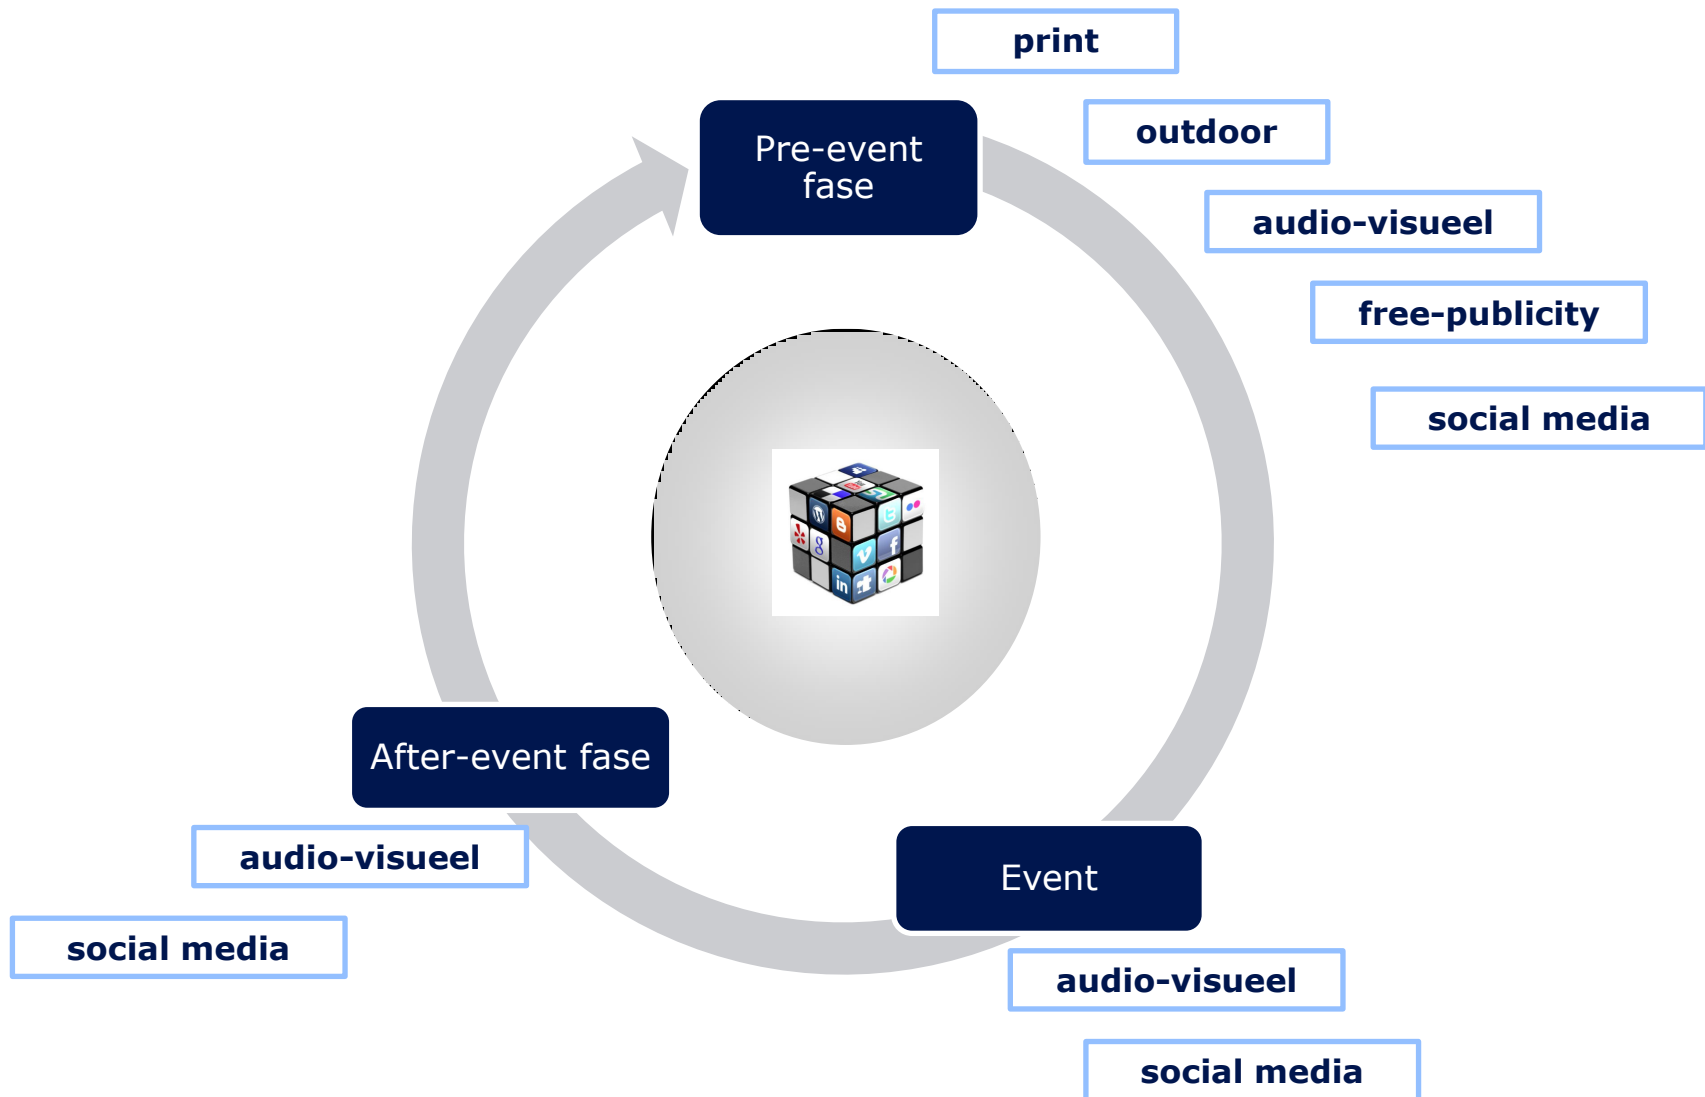 print
Pre-event
fase
outdoor
audio-visueel
free-publicity
social media
After-event fase
audio-visueel
social media
Event
audio-visueel
social media
in